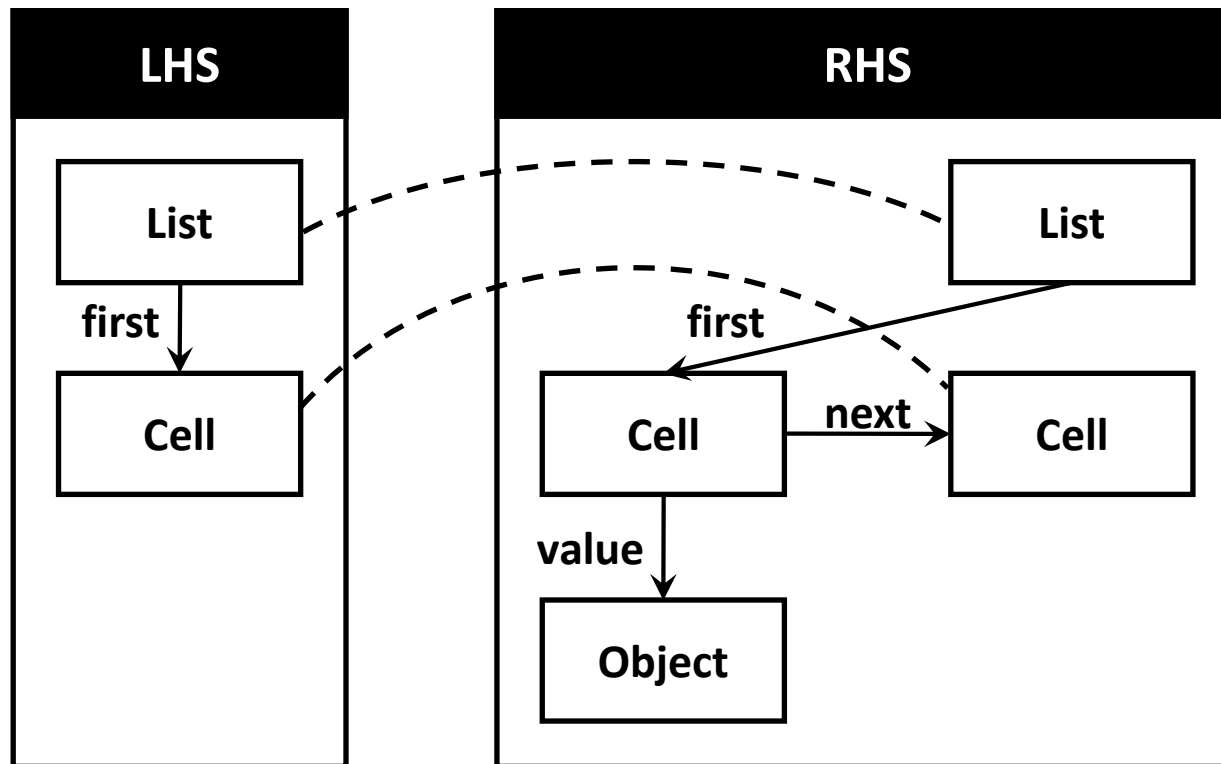 LHS
List
first
Cell
RHS
List
first
Cell
next
Cell
value
Object